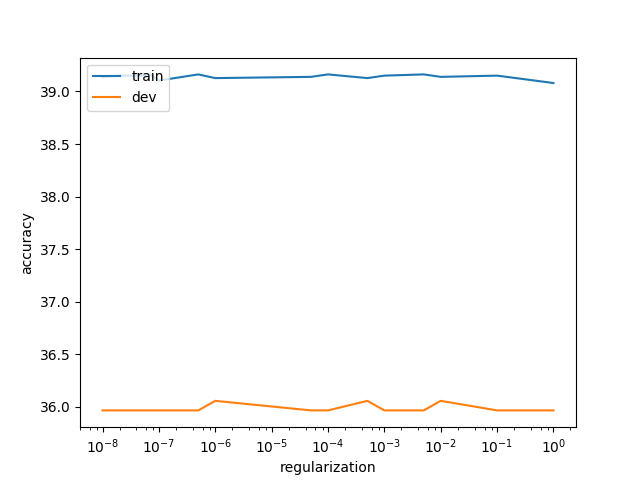 train
dev
39.0
38.5
38.0
37.5
37.0
36.5
36.0
accuracy
10⁻⁸ 10⁻⁷ 10⁻⁶ 10⁻⁵ 10⁻⁴ 10⁻³ 10⁻² 10⁻¹ 10⁰
regularization